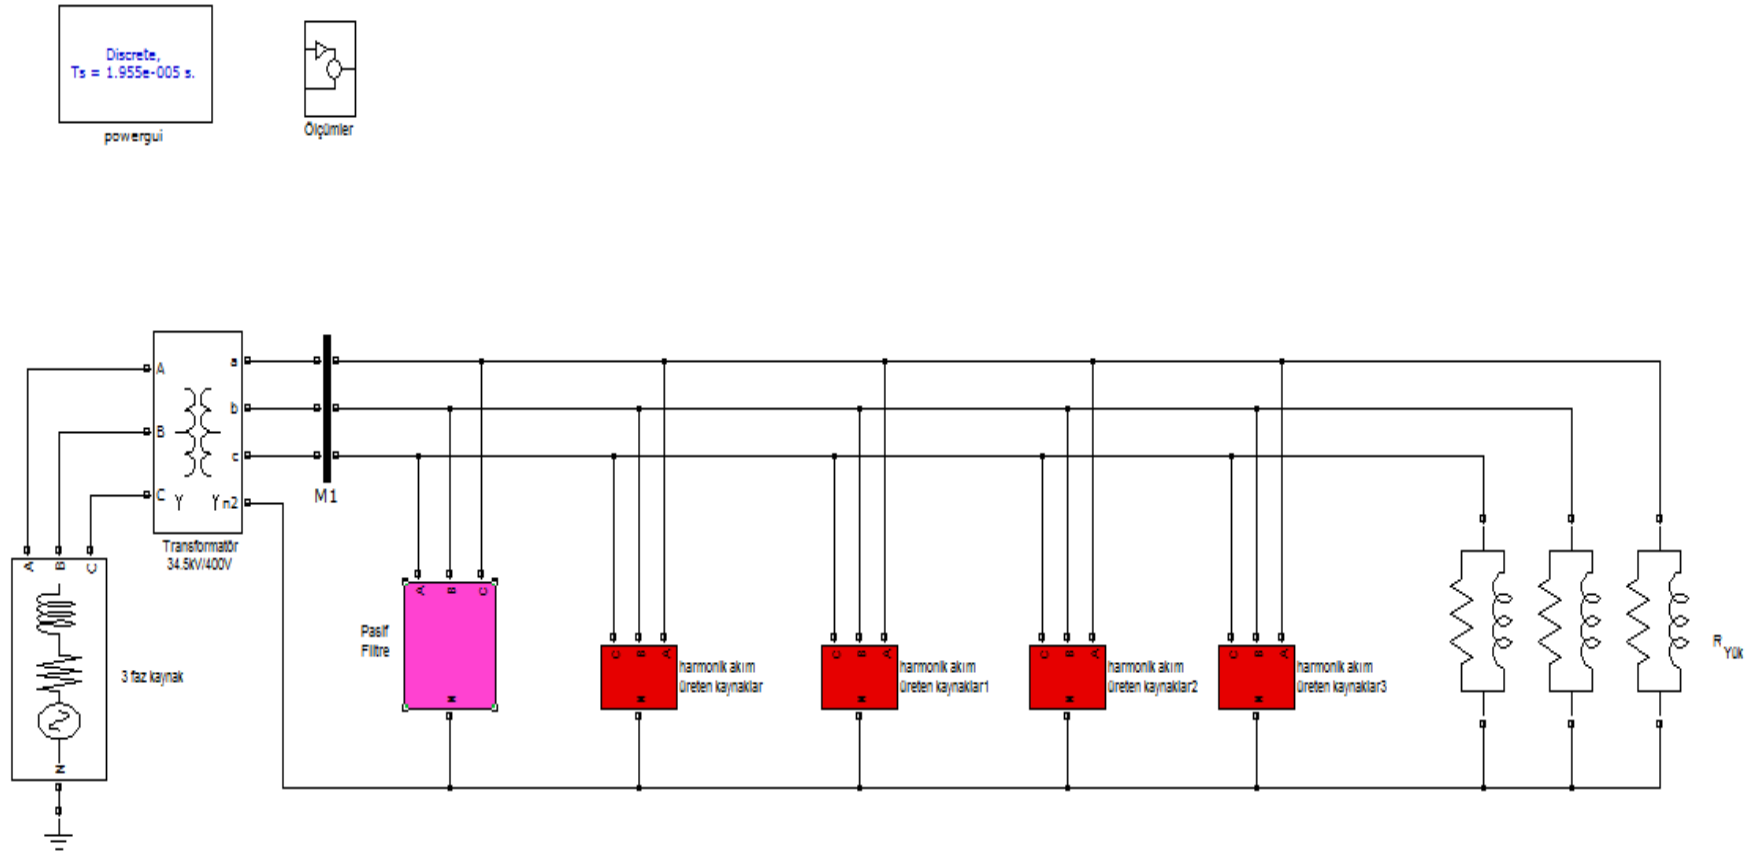 Discrete,
Ts = 1.955e-005 s.
powergui
Ölçümler
A
B
C
a
b
c
n2
Y
Y
Transformatör
34.5kV/400V
M1
A
B
C
N
3 faz kaynak
Pasif
Filtre
A
B
C
N
C
B
A
N
harmonik akım
üreten kaynaklar
C
B
A
N
harmonik akım
üreten kaynaklar1
C
B
A
N
harmonik akım
üreten kaynaklar2
C
B
A
N
harmonik akım
üreten kaynaklar3
R
Yük